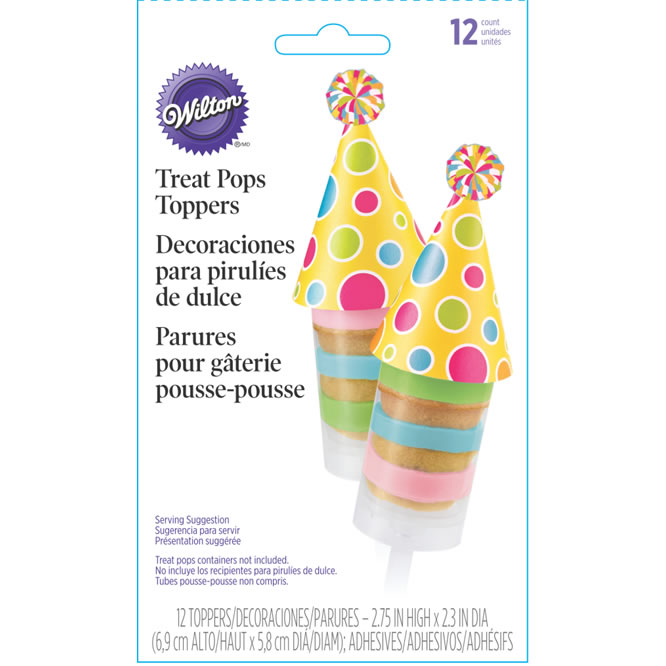 12 count
unidades
unités
Wilton
®/MD
Treat Pops
Toppers
Decoraciones
para pirulíes
de dulce
Parures
pour gâterie
pousse-pousse
Serving Suggestion
Sugerencia para servir
Présentation suggérée
Treat pops containers not included.
No incluye los recipientes para pirulíes de dulce.
Tubes pousse-pousse non compris.
12 TOPPERS/DECORACIONES/PARURES – 2.75 IN HIGH x 2.3 IN DIA
(6,9 cm ALTO/HAUT x 5,8 cm DIÁ/DIAM); ADHESIVES/ADHESIVOS/ADHÉSIFS